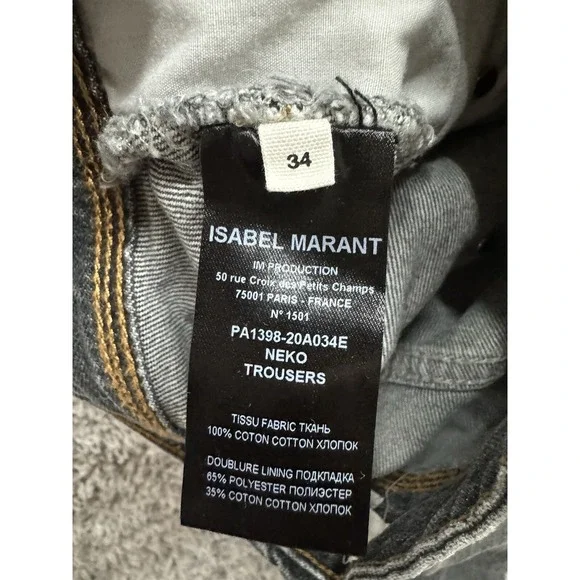 34
ISABEL MARANT
IM PRODUCTION
50 rue Croix des Petits Champs
75001 PARIS - FRANCE
N° 1501
PA1398-20A034E
NEKO
TROUSERS
TISSU FABRIC ТКАНЬ
100% COTON COTTON ХЛОПОК
DOUBLURE LINING ПОДКЛАДКА
65% POLYESTER ПОЛИЭСТЕР
35% COTON COTTON ХЛОПОК